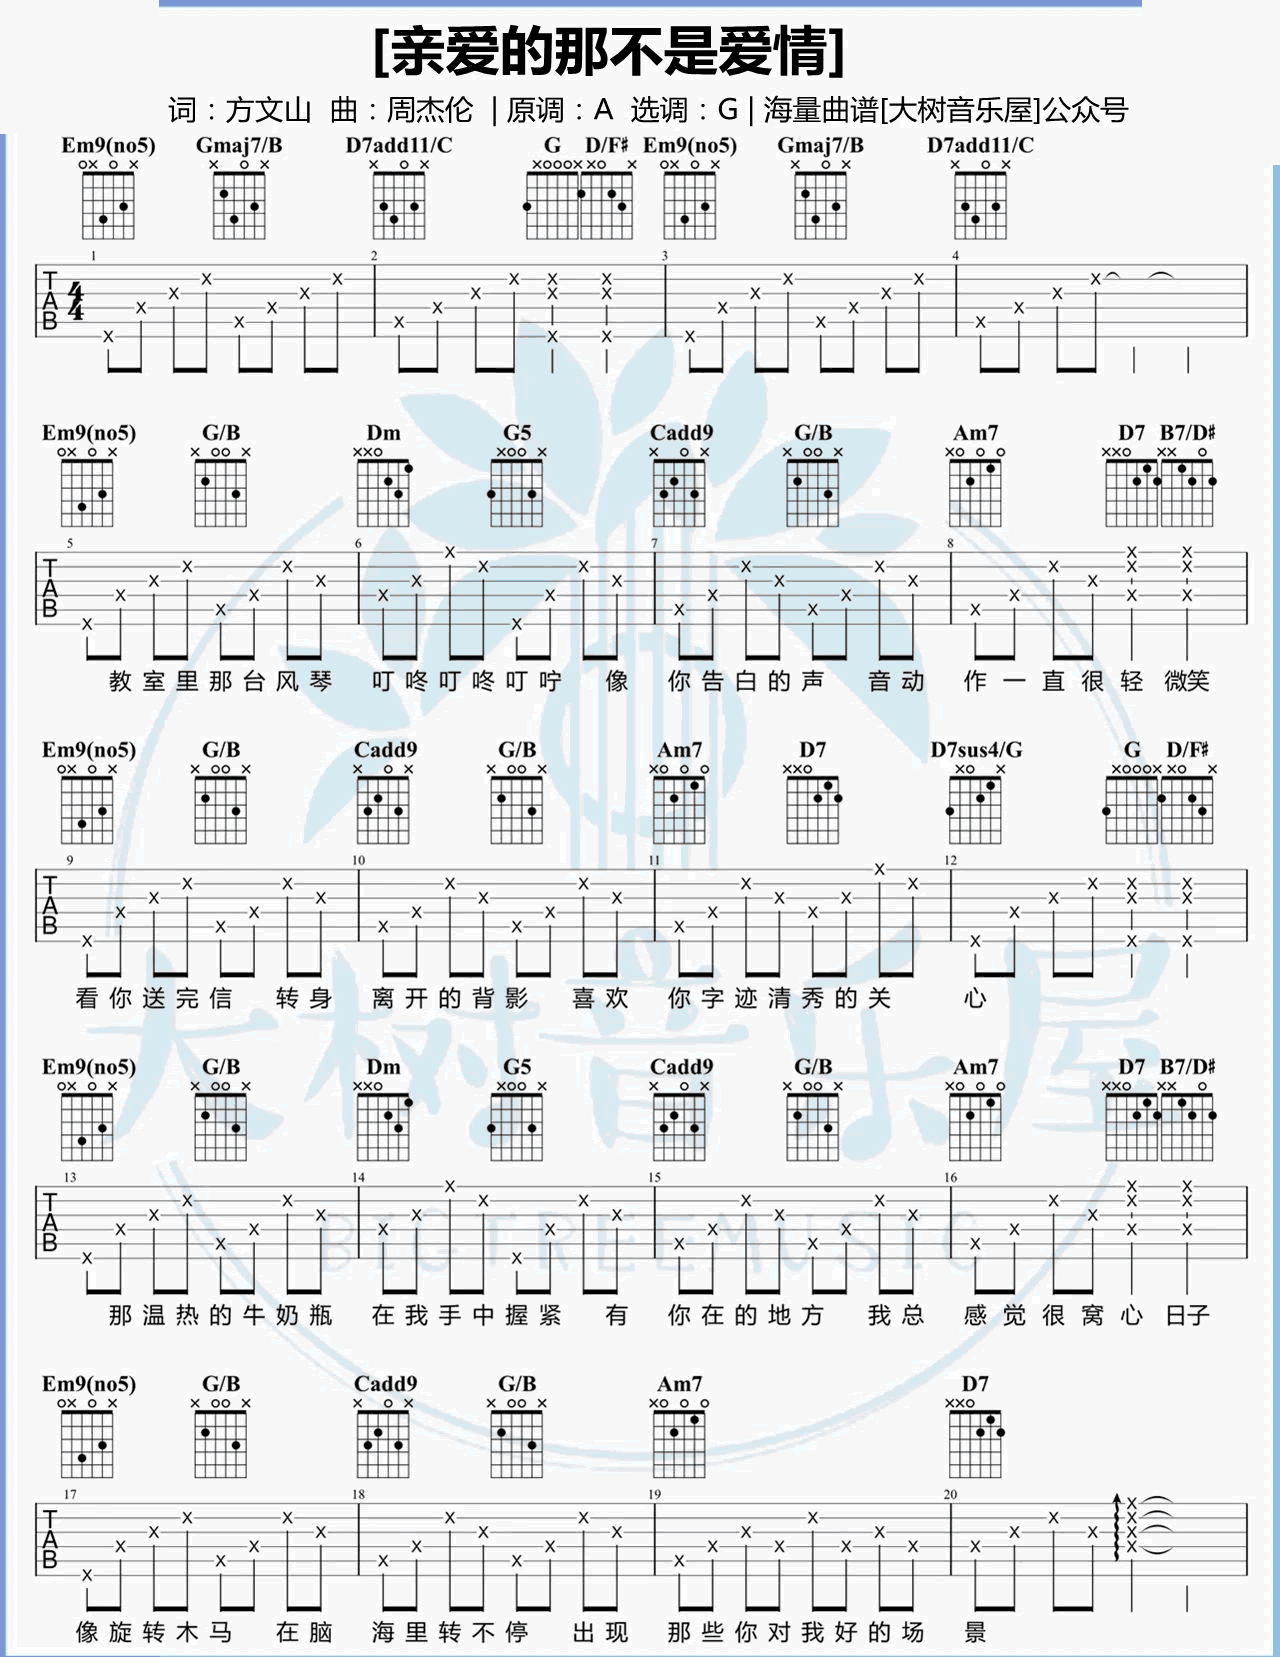 [亲爱的那不是爱情]
词：方文山 曲：周杰伦 | 原调：A 选调：G | 海量曲谱[大树音乐屋]公众号
Em9(no5) Gmaj7/B D7add11/C G D/F# Em9(no5) Gmaj7/B D7add11/C
1 2 3 4
T A B 4 4
Em9(no5) G/B Dm G5 Cadd9 G/B Am7 D7 B7/D#
5 6 7 8
T A B
教室里那台风琴 叮咚叮咚叮咛 像 你告白的声 音动 作一直很轻 微笑
Em9(no5) G/B Cadd9 G/B Am7 D7 D7sus4/G G D/F#
9 10 11 12
T A B
看你送完信 转身 离开的背影 喜欢 你字迹清秀的关 心
大树音乐屋
Em9(no5) G/B Dm G5 Cadd9 G/B Am7 D7 B7/D#
13 14 15 16
T A B
BIGTREEMUSIC
那温热的牛奶瓶 在我手中握紧 有 你在的地方 我总 感觉很窝心 日子
Em9(no5) G/B Cadd9 G/B Am7 D7
17 18 19 20
T A B
像旋转木马 在脑 海里转不停 出现 那些你对我好的场 景